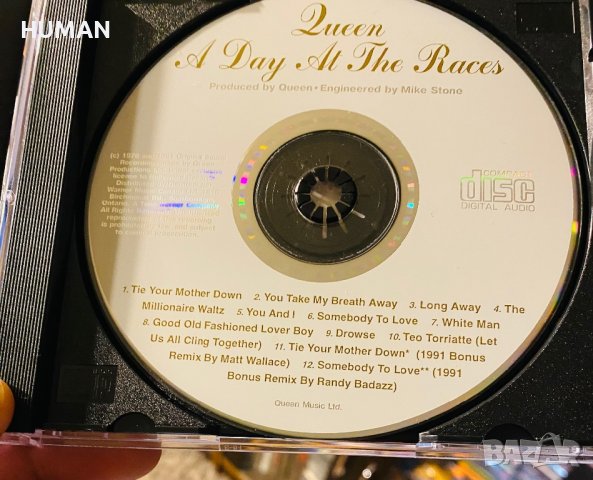 HUMAN
Queen
A Day At The Races
Produced by Queen • Engineered by Mike Stone
COMPACT
disc
DIGITAL AUDIO
1. Tie Your Mother Down 2. You Take My Breath Away 3. Long Away 4. The
Millionaire Waltz 5. You And I 6. Somebody To Love 7. White Man
8. Good Old Fashioned Lover Boy 9. Drowse 10. Teo Torriatte (Let
Us All Cling Together) 11. Tie Your Mother Down* (1991 Bonus
Remix By Matt Wallace) 12. Somebody To Love** (1991
Bonus Remix By Randy Badazz)
Queen Music Ltd.
BAZAR